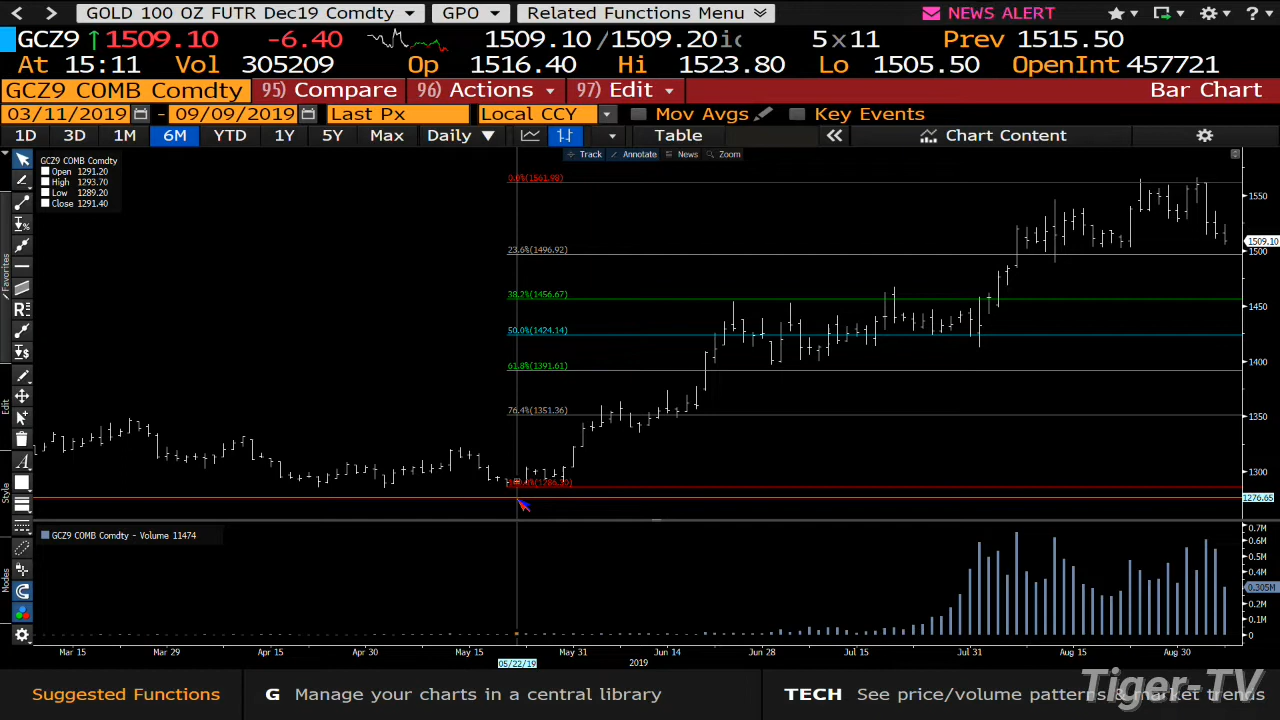 GOLD 100 OZ FUTR Dec19 Comdty GPO Related Functions Menu NEWS ALERT ?
GCZ9 ↑1509.10 -6.40 1509.10/1509.20 5x11 Prev 1515.50
At 15:11 Vol 305209 Op 1516.40 Hi 1523.80 Lo 1505.50 OpenInt 457721
GCZ9 COMB Comdty 95) Compare 96) Actions 97) Edit Bar Chart
03/11/2019 - 09/09/2019 Last Px Local CCY Mov Avgs Key Events
1D 3D 1M 6M YTD 1Y 5Y Max Daily ▼ Table « Chart Content
Track Annotate News Zoom
GCZ9 COMB Comdty
Open 1291.20
High 1293.70
Low 1289.20
Close 1291.40
0.0%(1561.98)
23.6%(1496.92)
38.2%(1456.67)
50.0%(1424.14)
61.8%(1391.61)
76.4%(1351.36)
1550
1509.10
1500
1450
1400
1350
1300
1276.65
Favorites
Edit
Style
Modes
GCZ9 COMB Comdty - Volume 11474
0.7M
0.6M
0.5M
0.4M
0.305M
0.2M
0.1M
0
Mar 15 Mar 29 Apr 15 Apr 30 May 15 May 31 Jun 14 Jun 28 Jul 15 Jul 31 Aug 15 Aug 30
05/22/19 2019
Suggested Functions G Manage your charts in a central library TECH See price/volume patterns & market trends
Tiger-TV